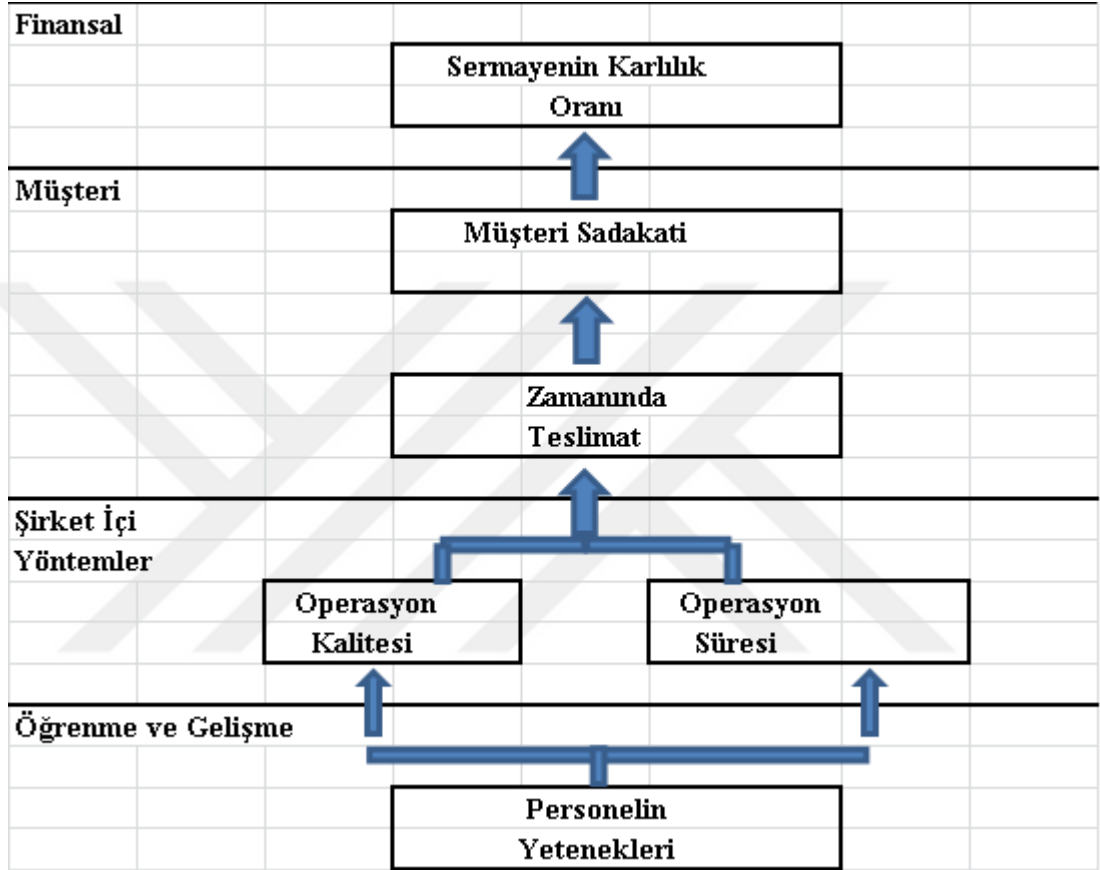 Finansal
Sermayenin Karlılık
Oranı
Müşteri
Müşteri Sadakati
Zamanında
Teslimat
Şirket İçi
Yöntemler
Operasyon
Kalitesi
Operasyon
Süresi
Öğrenme ve Gelişme
Personelin
Yetenekleri